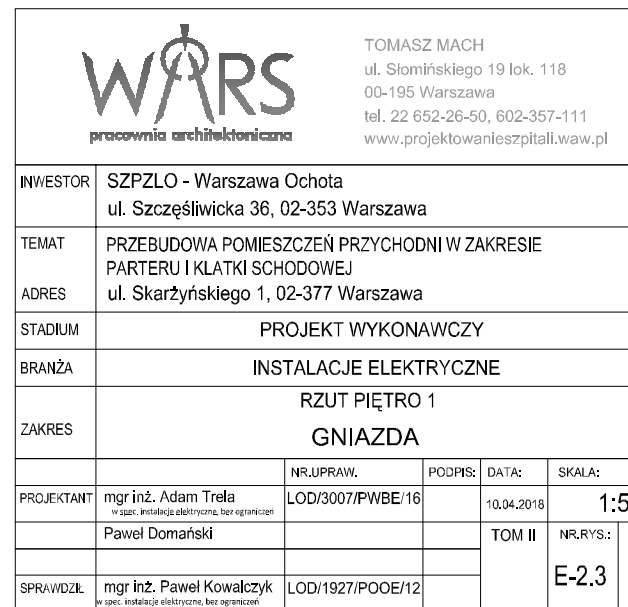 WARS
pracownia architektoniczna
TOMASZ MACH
ul. Słomińskiego 19 lok. 118
00-195 Warszawa
tel. 22 652-26-50, 602-357-111
www.projektowanieszpitali.waw.pl
INWESTOR SZPZLO - Warszawa Ochota
ul. Szczęśliwicka 36, 02-353 Warszawa
TEMAT PRZEBUDOWA POMIESZCZEŃ PRZYCHODNI W ZAKRESIE
PARTERU I KLATKI SCHODOWEJ
ADRES ul. Skarżyńskiego 1, 02-377 Warszawa
STADIUM PROJEKT WYKONAWCZY
BRANŻA INSTALACJE ELEKTRYCZNE
ZAKRES RZUT PIĘTRO 1
GNIAZDA
NR.UPRAW. PODPIS: DATA: SKALA:
PROJEKTANT mgr inż. Adam Trela LOD/3007/PWBE/16 10.04.2018 1:5
w spec. instalacje elektryczne, bez ograniczeń
Paweł Domański TOM II NR.RYS.:
E-2.3
SPRAWDZIŁ mgr inż. Paweł Kowalczyk LOD/1927/POOE/12
w spec. instalacje elektryczne, bez ograniczeń